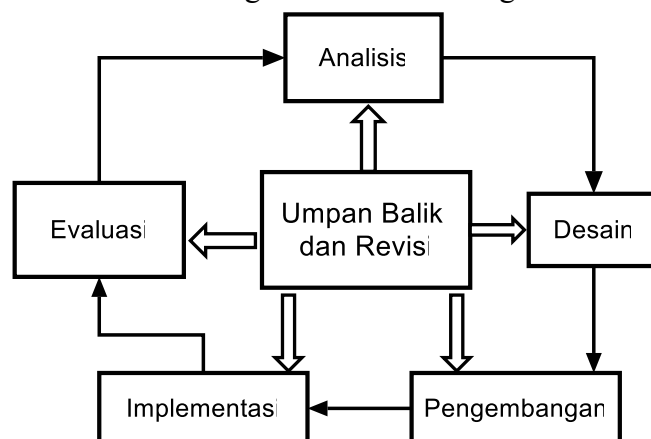 Analisis
Umpan Balik
dan Revisi
Evaluasi
Desain
Implementasi
Pengembangan